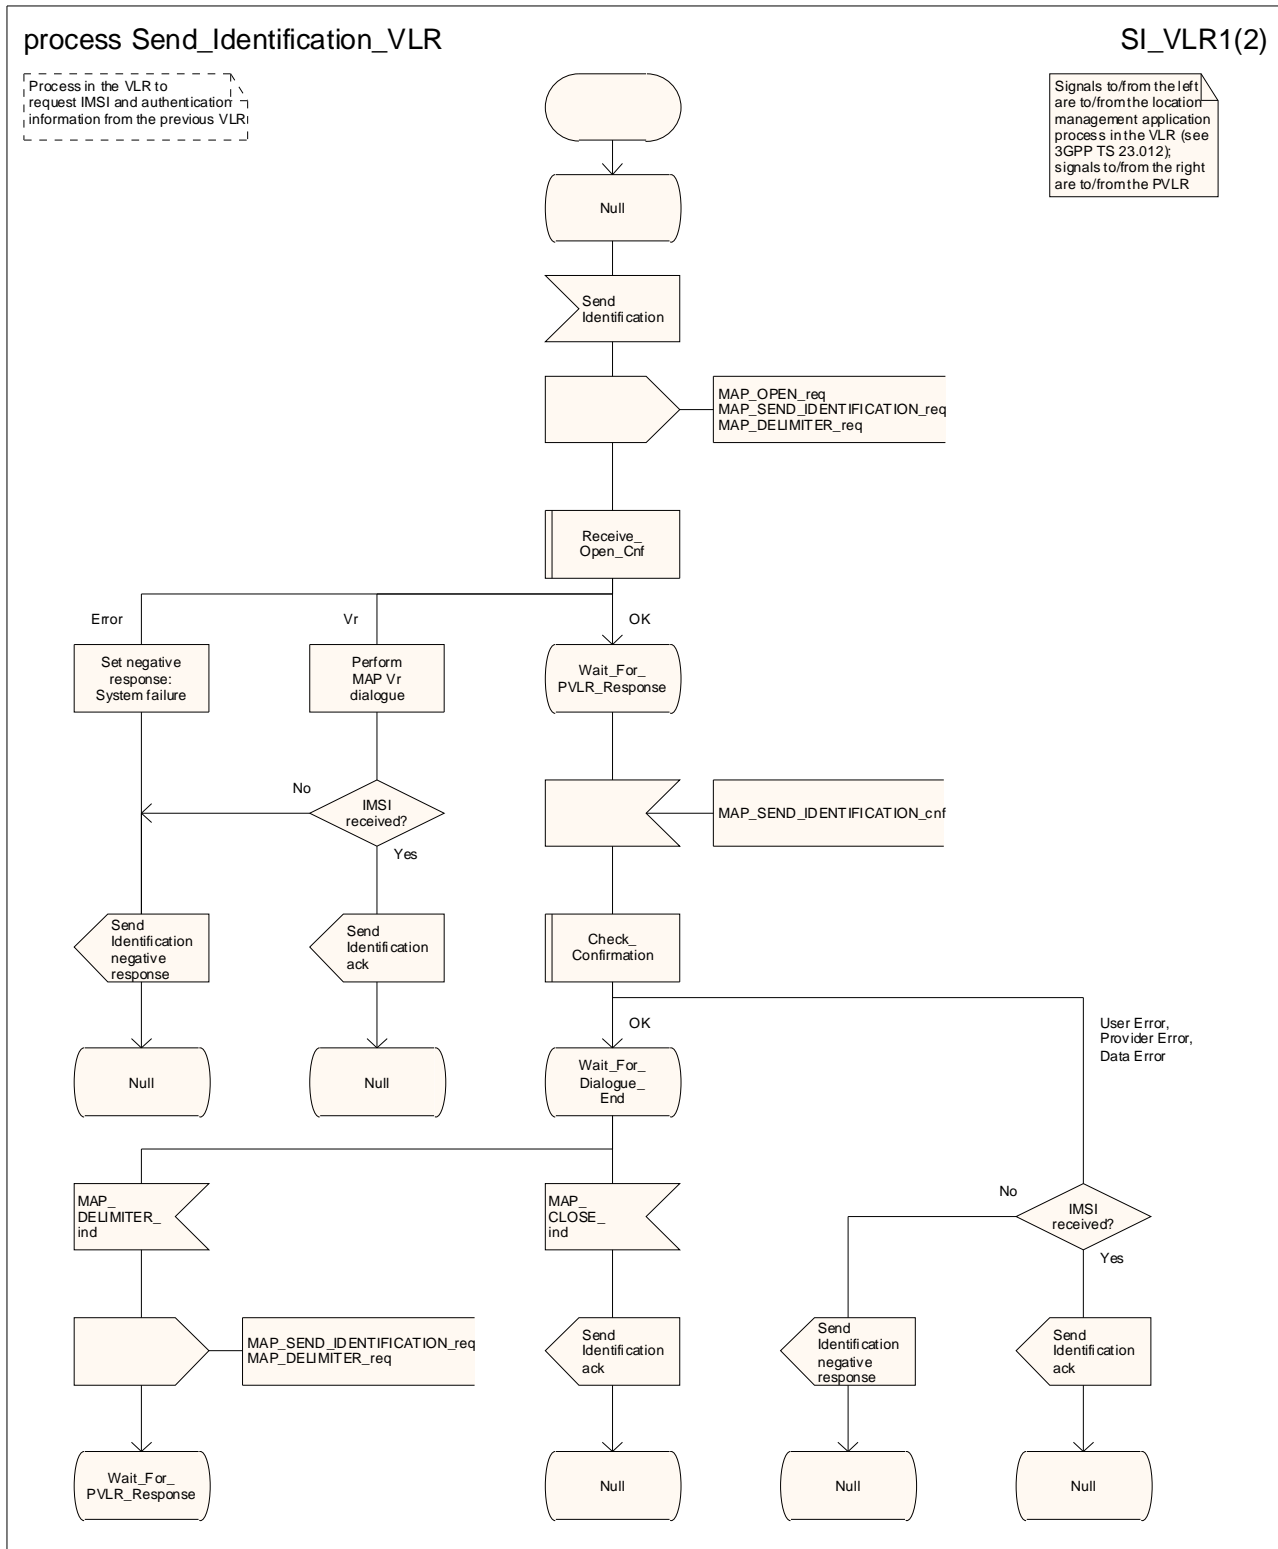 process Send_Identification_VLR
SI_VLR1(2)
Process in the VLR to
request IMSI and authentication
information from the previous VLR
Signals to/from the left
are to/from the location
management application
process in the VLR (see
3GPP TS 23.012);
signals to/from the right
are to/from the PVLR
Null
Send
Identification
MAP_OPEN_req
MAP_SEND_IDENTIFICATION_req
MAP_DELIMITER_req
Receive_
Open_Cnf
Error
Vr
OK
Set negative
response:
System failure
Perform
MAP Vr
dialogue
Wait_For_
PVLR_Response
No
IMSI
received?
Yes
MAP_SEND_IDENTIFICATION_cnf
Send
Identification
negative
response
Send
Identification
ack
Check_
Confirmation
OK
User Error,
Provider Error,
Data Error
Null
Null
Wait_For_
Dialogue_
End
MAP_
DELIMITER_
ind
MAP_
CLOSE_
ind
No
IMSI
received?
Yes
MAP_SEND_IDENTIFICATION_req
MAP_DELIMITER_req
Send
Identification
ack
Send
Identification
negative
response
Send
Identification
ack
Wait_For_
PVLR_Response
Null
Null
Null